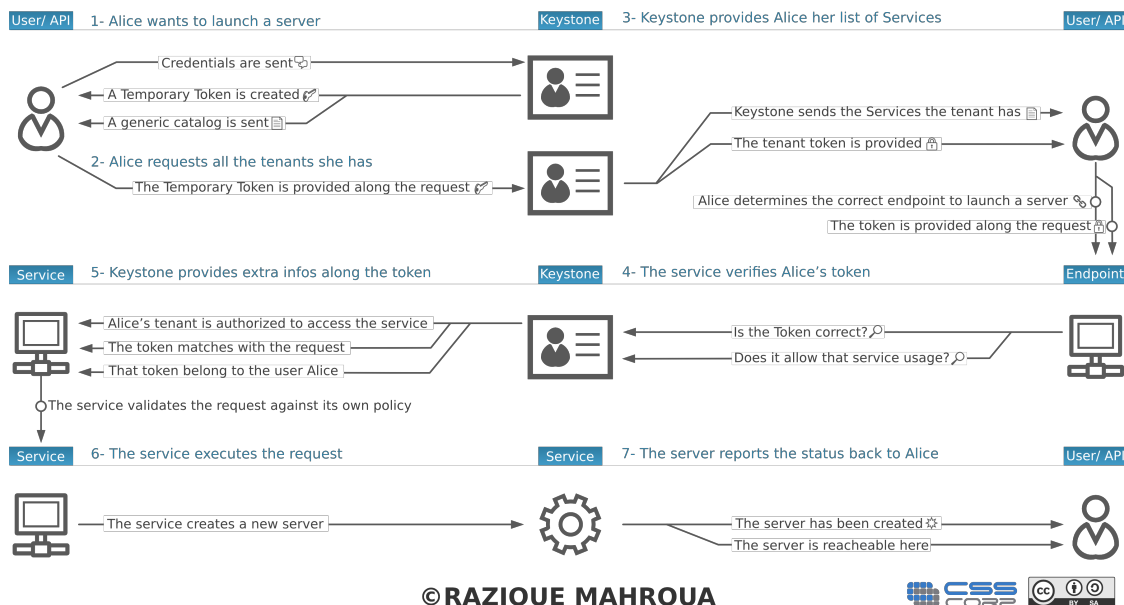 User/ API
1- Alice wants to launch a server
Keystone
3- Keystone provides Alice her list of Services
User/ API
Credentials are sent
A Temporary Token is created
A generic catalog is sent
2- Alice requests all the tenants she has
The Temporary Token is provided along the request
Keystone sends the Services the tenant has
The tenant token is provided
Alice determines the correct endpoint to launch a server
The token is provided along the request
Service
5- Keystone provides extra infos along the token
Keystone
4- The service verifies Alice's token
Endpoint
Alice's tenant is authorized to access the service
The token matches with the request
That token belong to the user Alice
Is the Token correct?
Does it allow that service usage?
The service validates the request against its own policy
Service
6- The service executes the request
Service
7- The server reports the status back to Alice
User/ API
The service creates a new server
The server has been created
The server is reacheable here
©RAZIQUE MAHROUA
CSS
CORP
cc
BY SA